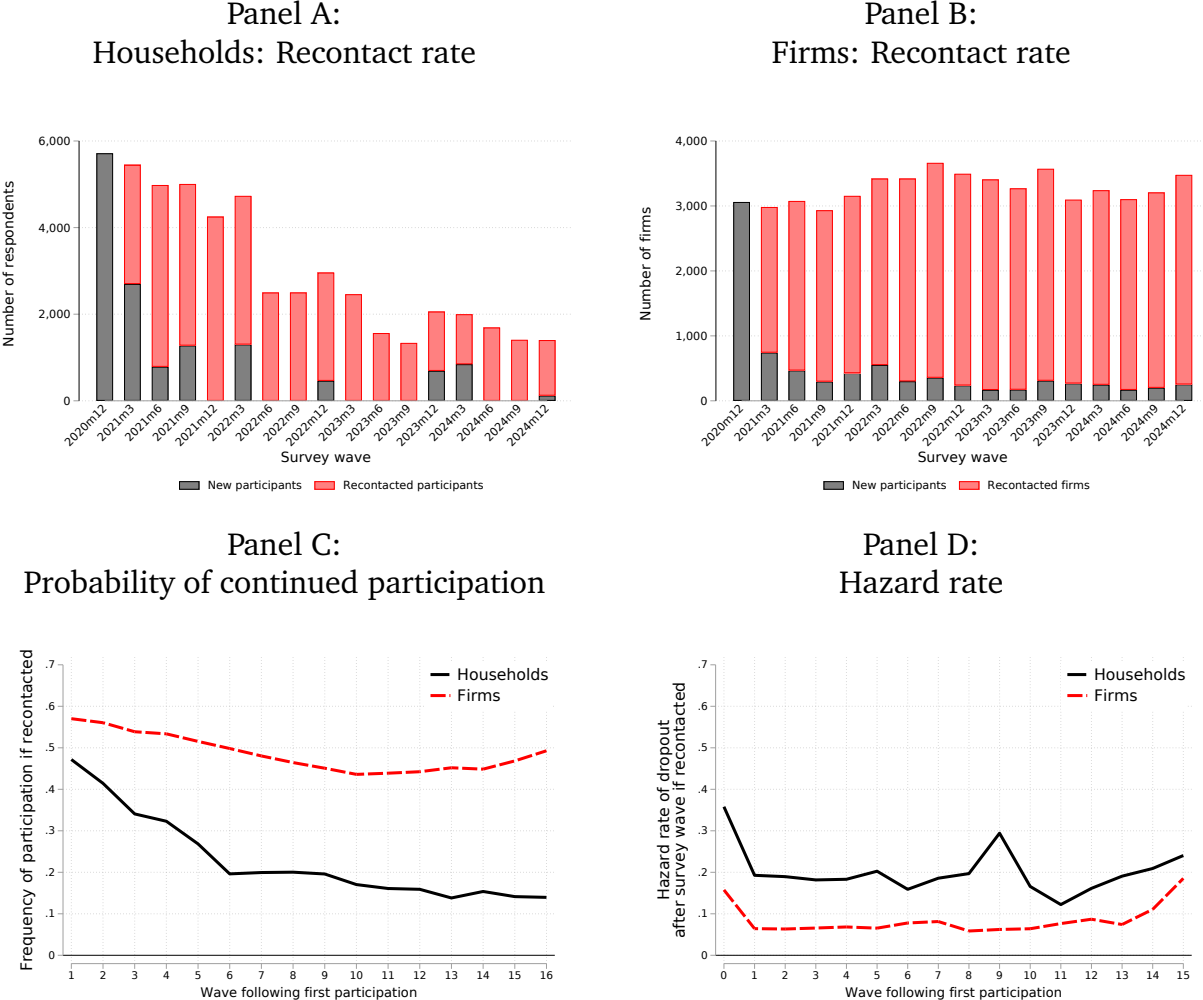 Panel A:
Households: Recontact rate
6,000
4,000
2,000
0
Number of respondents
2020m12
2021m3
2021m6
2021m9
2021m12
2022m3
2022m6
2022m9
2022m12
2023m3
2023m6
2023m9
2023m12
2024m3
2024m6
2024m9
2024m12
Survey wave
New participants
Recontacted participants
Panel B:
Firms: Recontact rate
4,000
3,000
2,000
1,000
0
Number of firms
2020m12
2021m3
2021m6
2021m9
2021m12
2022m3
2022m6
2022m9
2022m12
2023m3
2023m6
2023m9
2023m12
2024m3
2024m6
2024m9
2024m12
Survey wave
New participants
Recontacted firms
Panel C:
Probability of continued participation
Households
Firms
.7
.6
.5
.4
.3
.2
.1
0
Frequency of participation if recontacted
1 2 3 4 5 6 7 8 9 10 11 12 13 14 15 16
Wave following first participation
Panel D:
Hazard rate
Households
Firms
.7
.6
.5
.4
.3
.2
.1
0
Hazard rate of dropout
after survey wave if recontacted
0 1 2 3 4 5 6 7 8 9 10 11 12 13 14 15
Wave following first participation